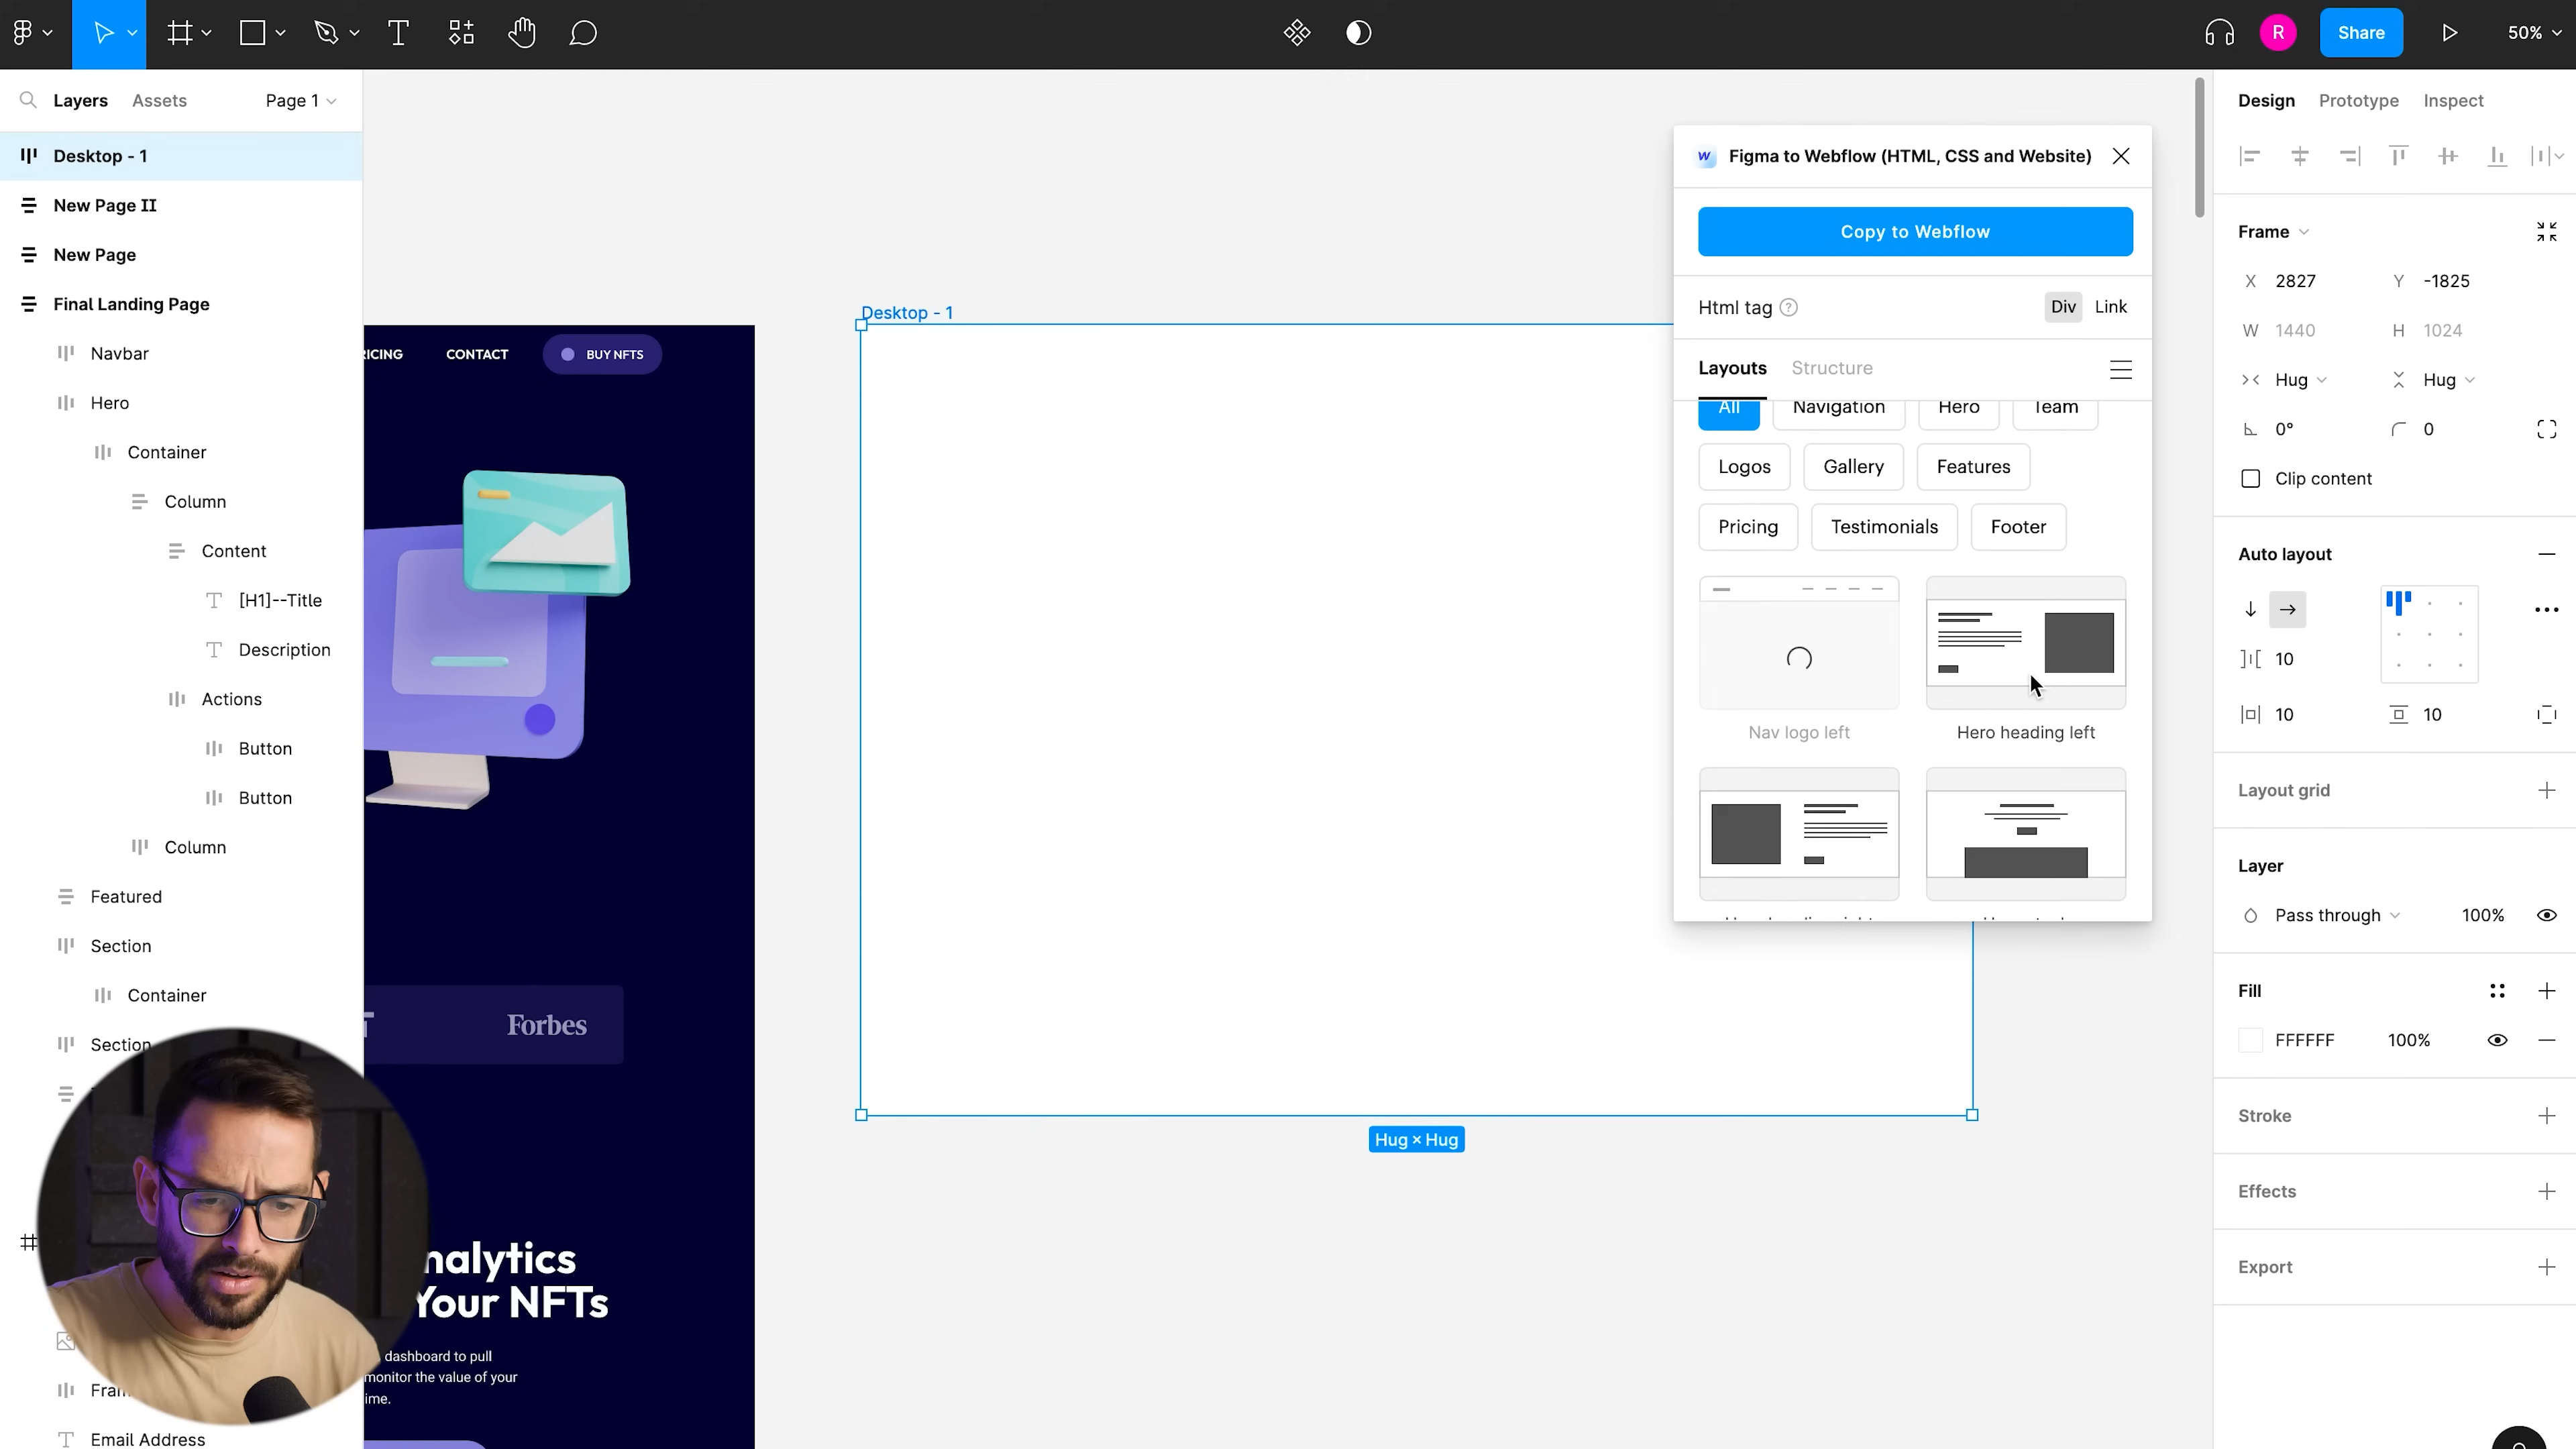 R
Share
50%
Layers
Assets
Page 1
Desktop - 1
New Page II
New Page
Final Landing Page
Navbar
Hero
Container
Column
Content
[H1]--Title
Description
Actions
Button
Button
Column
Featured
Section
Container
Section
Email Address
RICING
CONTACT
BUY NFTS
Forbes
nalytics
Your NFTs
dashboard to pull
monitor the value of your
ime.
Desktop - 1
Hug × Hug
W
Figma to Webflow (HTML, CSS and Website)
Copy to Webflow
Html tag
?
Div
Link
Layouts
Structure
All
Navigation
Hero
Team
Logos
Gallery
Features
Pricing
Testimonials
Footer
Nav logo left
Hero heading left
Design
Prototype
Inspect
Frame
X 2827
Y -1825
W 1440
H 1024
Hug
Hug
0°
0
Clip content
Auto layout
10
10
10
Layout grid
Layer
Pass through
100%
Fill
FFFFFF
100%
Stroke
Effects
Export